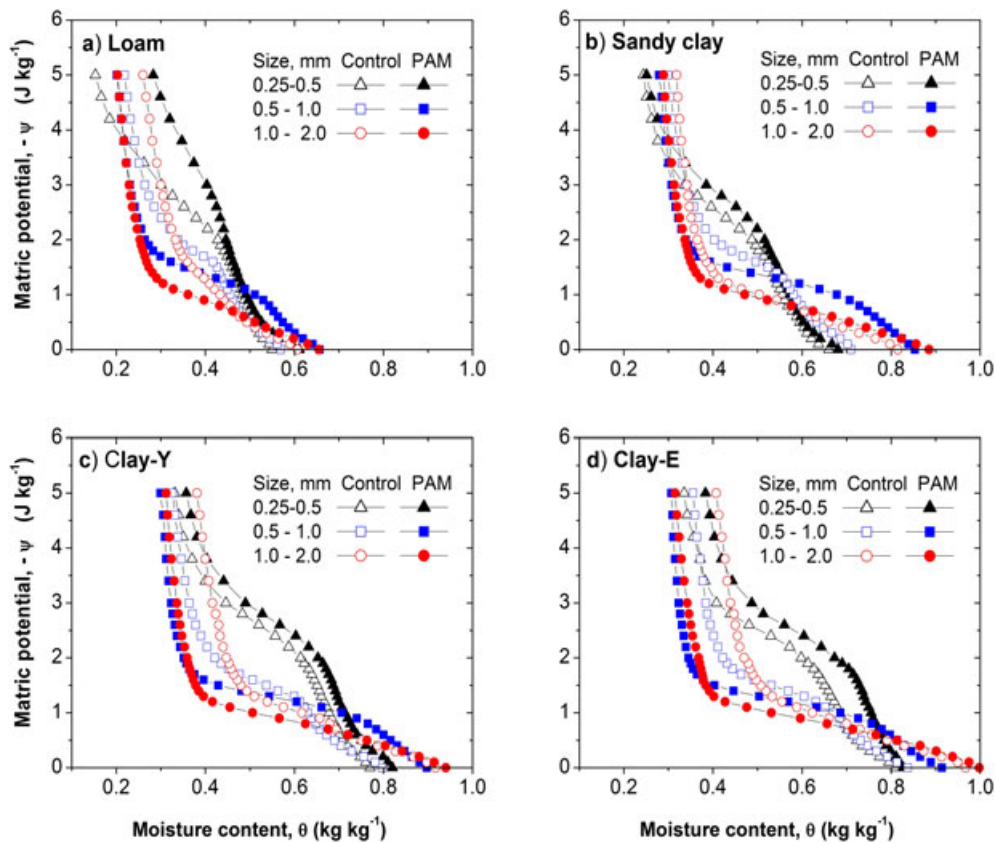 a) Loam
Size, mm Control PAM
0.25-0.5
0.5 - 1.0
1.0 - 2.0
6
5
4
3
2
1
0
0.2 0.4 0.6 0.8 1.0
Matric potential, - ψ (J kg-1)
b) Sandy clay
Size, mm Control PAM
0.25-0.5
0.5 - 1.0
1.0 - 2.0
6
5
4
3
2
1
0
0.2 0.4 0.6 0.8 1.0
c) Clay-Y
Size, mm Control PAM
0.25-0.5
0.5 - 1.0
1.0 - 2.0
6
5
4
3
2
1
0
0.2 0.4 0.6 0.8 1.0
Matric potential, - ψ (J kg-1)
Moisture content, θ (kg kg-1)
d) Clay-E
Size, mm Control PAM
0.25-0.5
0.5 - 1.0
1.0 - 2.0
6
5
4
3
2
1
0
0.2 0.4 0.6 0.8 1.0
Moisture content, θ (kg kg-1)